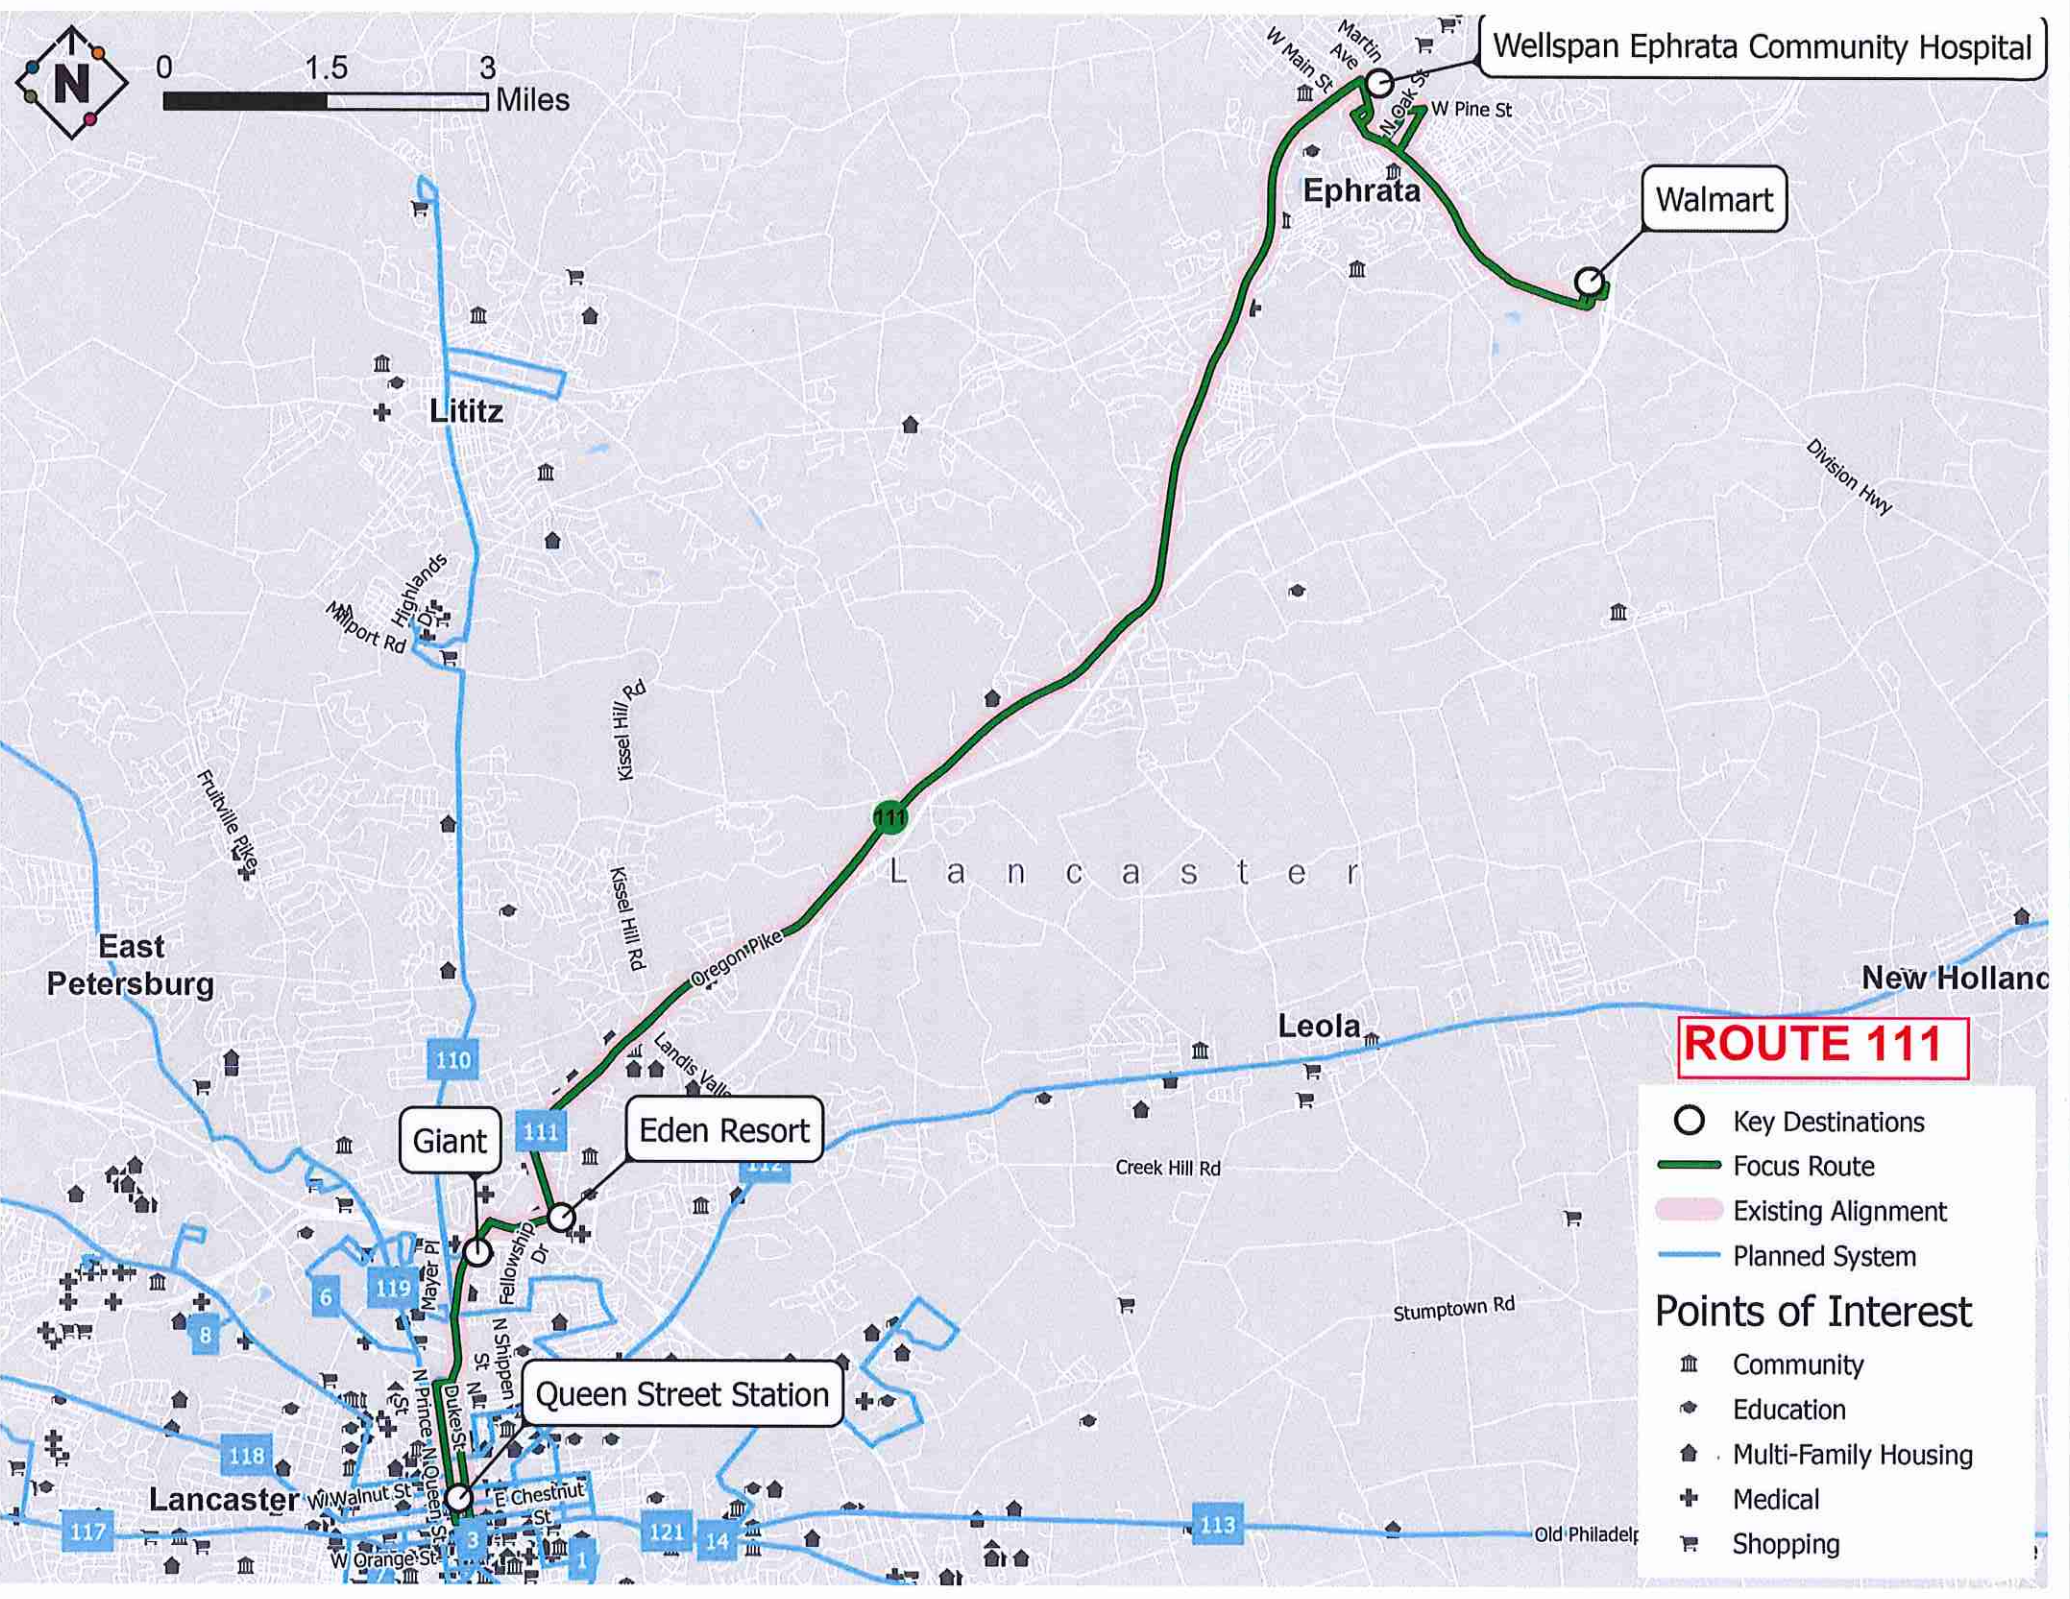 N
0 1.5 3
Miles
Martin
Ave
W Main St
Wellspan Ephrata Community Hospital
N Oak St
W Pine St
Ephrata
Walmart
Lititz
Division Hwy
Highlands
Dr
Millport Rd
Kissel Hill Rd
Fruitville Pike
111
Lancaster
Kissel Hill Rd
East
Petersburg
Oregon Pike
New Holland
Leola
ROUTE 111
110
Landis Valle
Giant
111
Eden Resort
112
Creek Hill Rd
Fellowship
Dr
Mayer Pl
6
119
8
Stumptown Rd
N Shippen
St
N Prince
St
Duke St
N
Queen Street Station
118
Lancaster
W Walnut St
N Queen St
E Chestnut
St
117
3
121
14
113
Old Philadelp
W Orange St
1
Key Destinations
Focus Route
Existing Alignment
Planned System
Points of Interest
Community
Education
Multi-Family Housing
Medical
Shopping